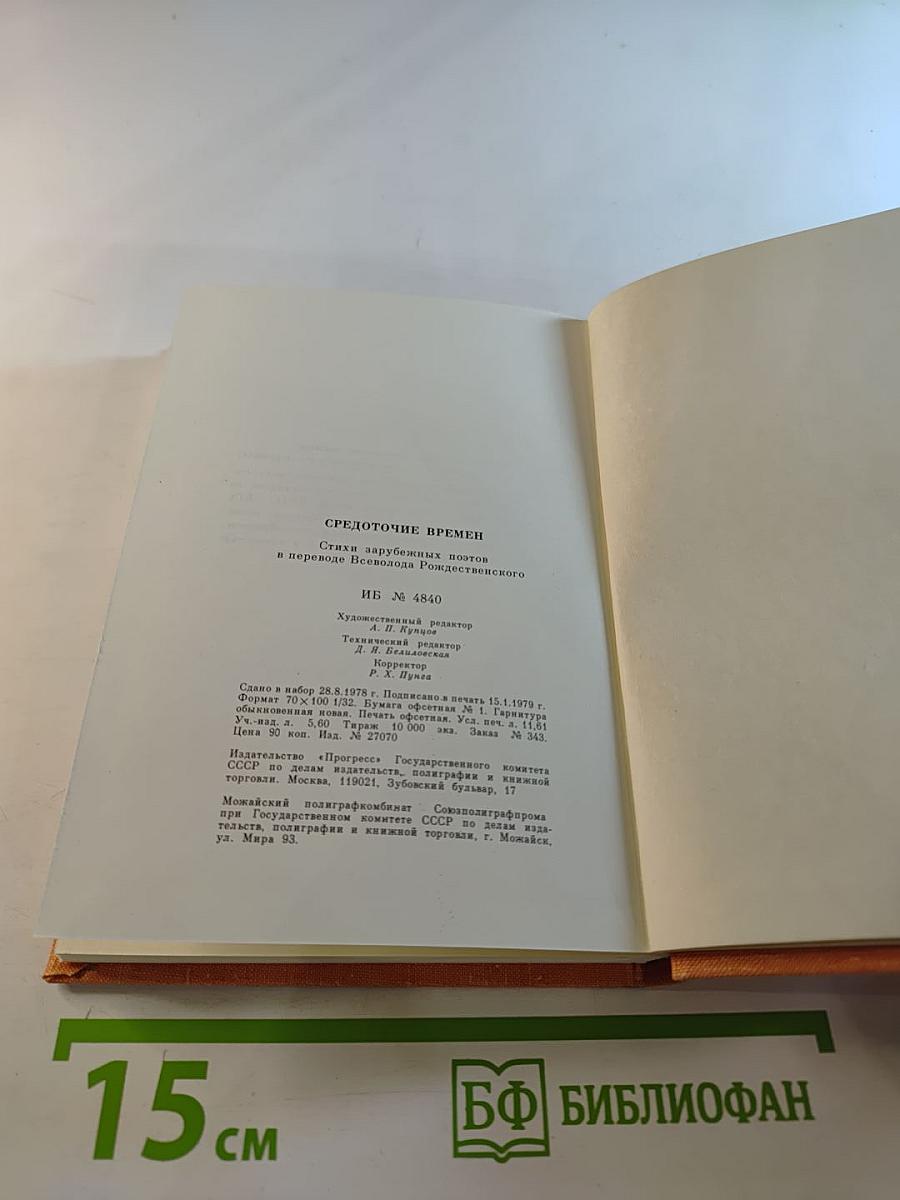 СРЕДОТОЧИЕ ВРЕМЕН
Стихи зарубежных поэтов
в переводе Всеволода Рождественского
ИБ № 4840
Художественный редактор
А. П. Купцов
Технический редактор
Д. Я. Белиловская
Корректор
Р. Х. Пунга
Сдано в набор 28.8.1978 г. Подписано в печать 15.1.1979 г.
Формат 70×100 1/32. Бумага офсетная № 1. Гарнитура
обыкновенная новая. Печать офсетная. Усл. печ. л. 11,61
Уч.-изд. л. 5,60 Тираж 10 000 экз. Заказ № 343.
Цена 90 коп. Изд. № 27070
Издательство «Прогресс» Государственного комитета
СССР по делам издательств, полиграфии и книжной
торговли. Москва, 119021, Зубовский бульвар, 17
Можайский полиграфкомбинат Союзполиграфпрома
при Государственном комитете СССР по делам изда-
тельств, полиграфии и книжной торговли, г. Можайск,
ул. Мира 93.
15 см
БФ БИБЛИОФАН